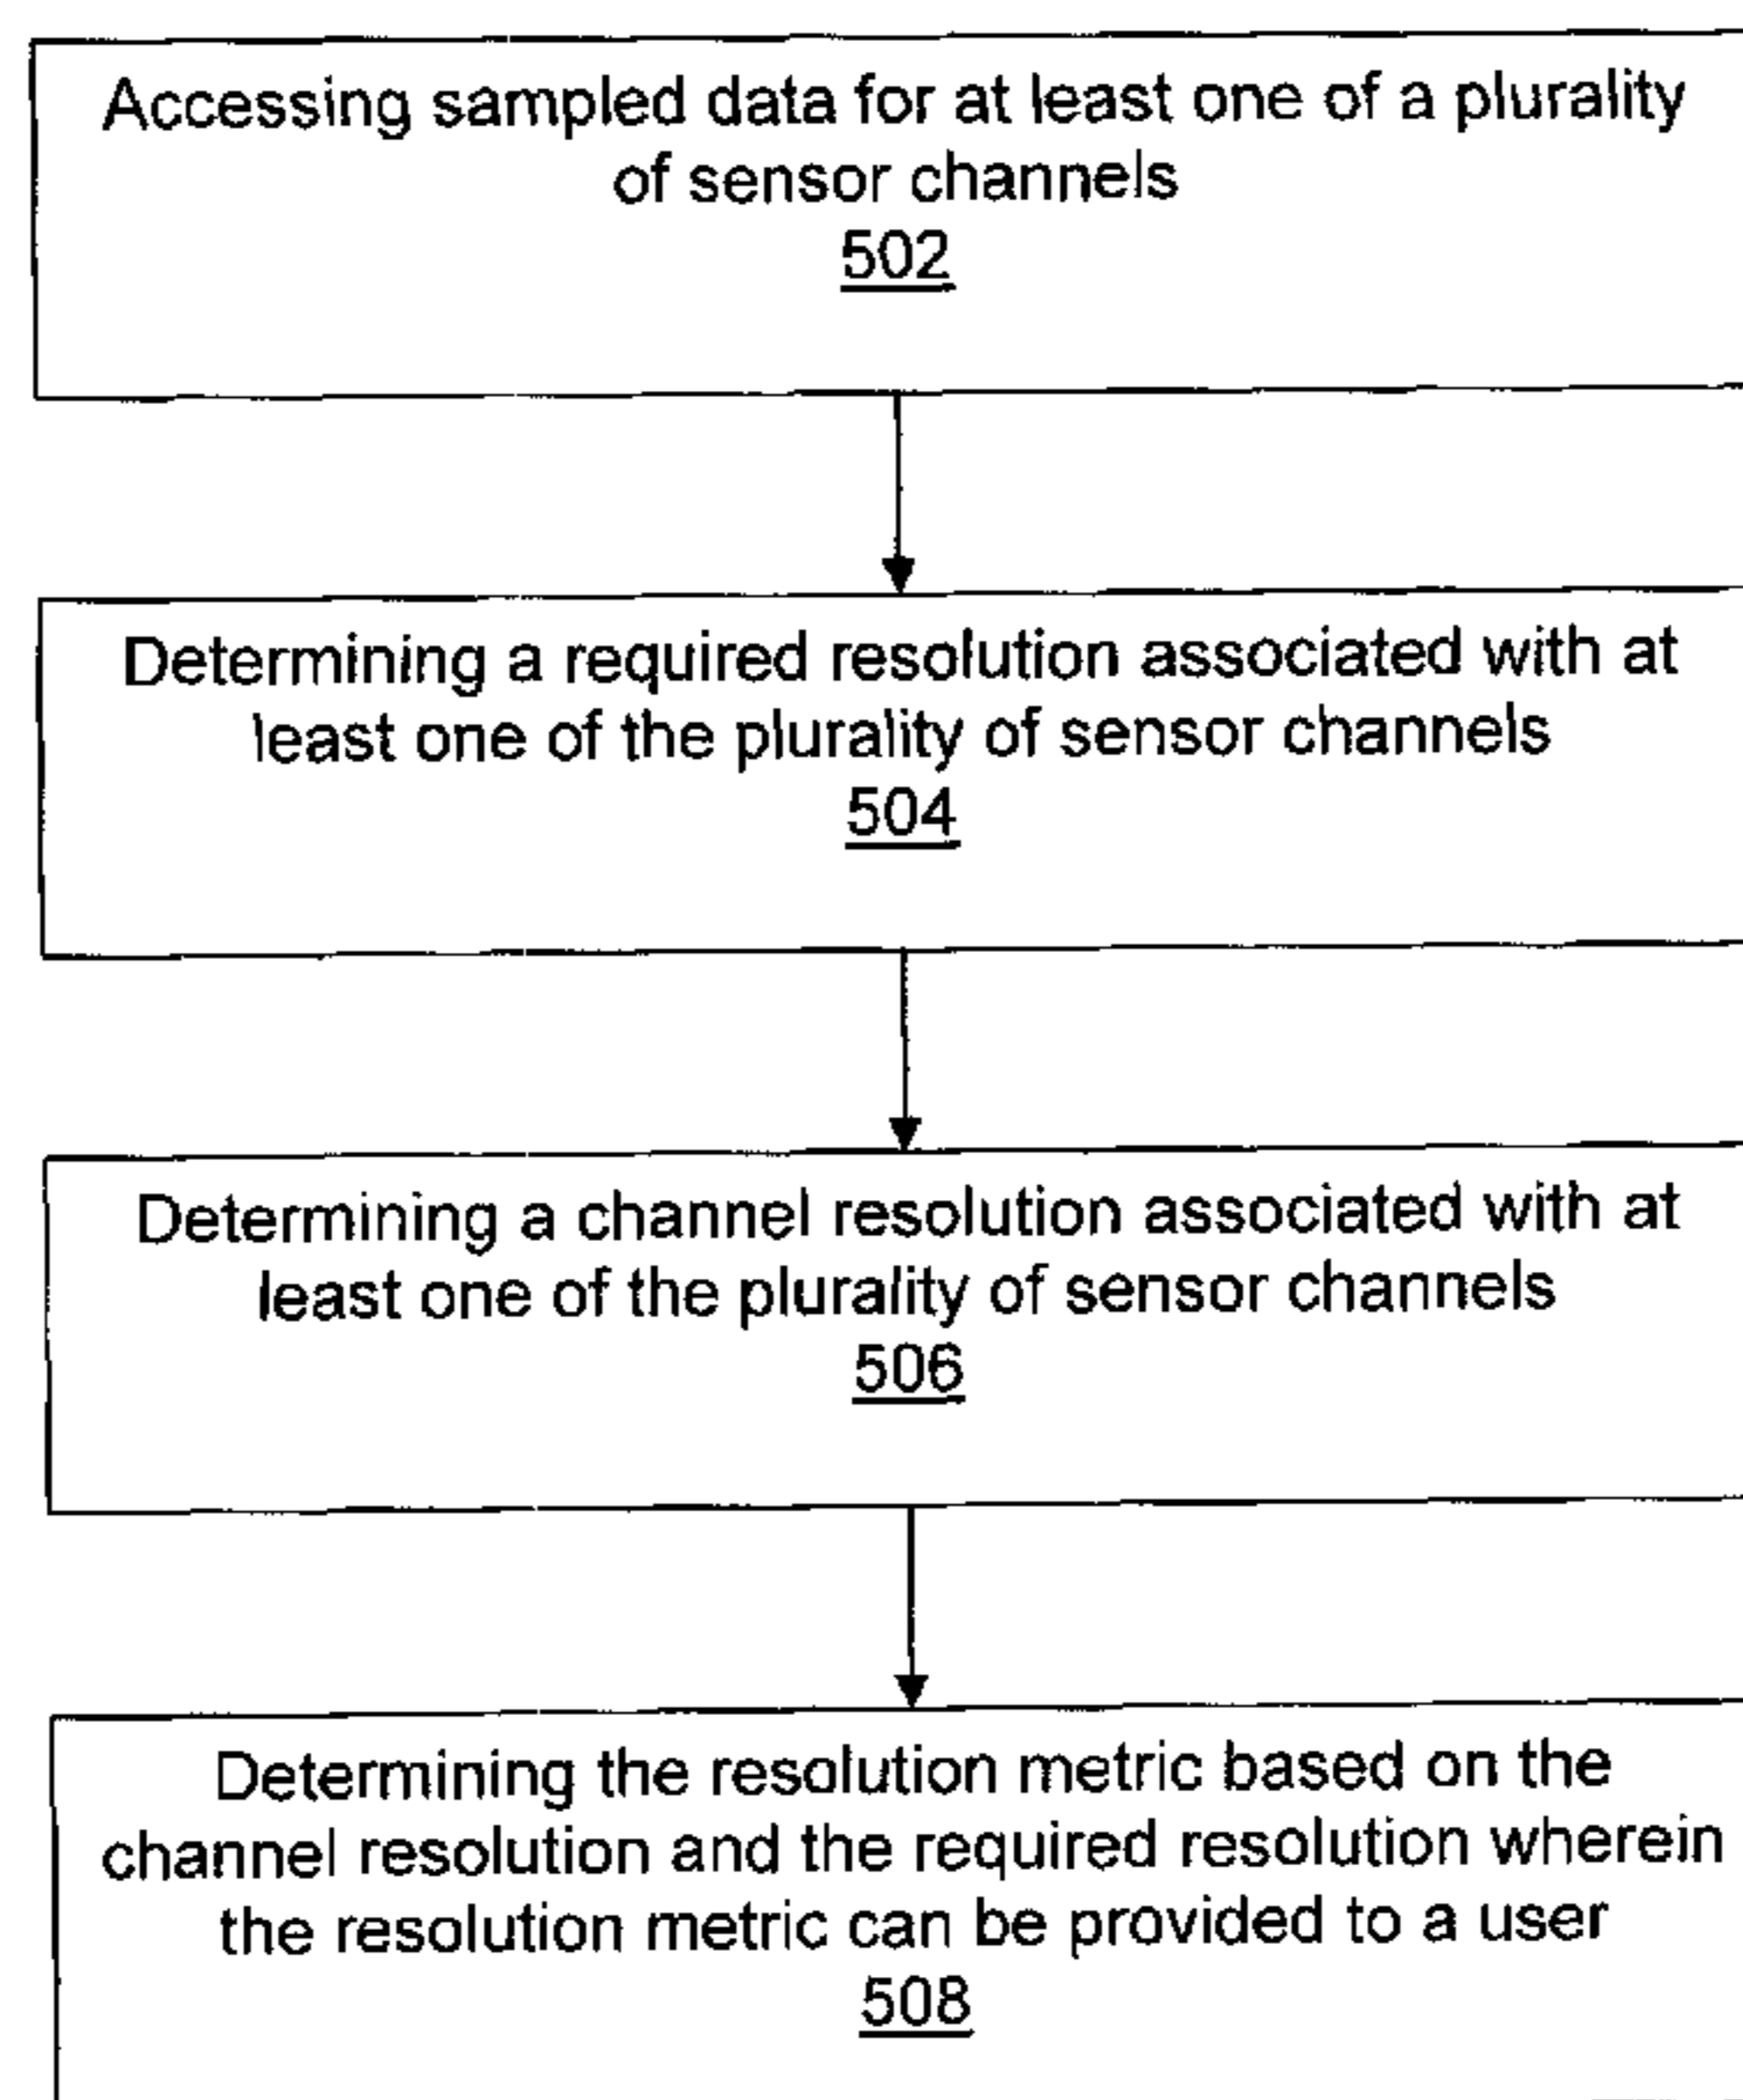 Accessing sampled data for at least one of a plurality
of sensor channels
502
Determining a required resolution associated with at
least one of the plurality of sensor channels
504
Determining a channel resolution associated with at
least one of the plurality of sensor channels
506
Determining the resolution metric based on the
channel resolution and the required resolution wherein
the resolution metric can be provided to a user
508